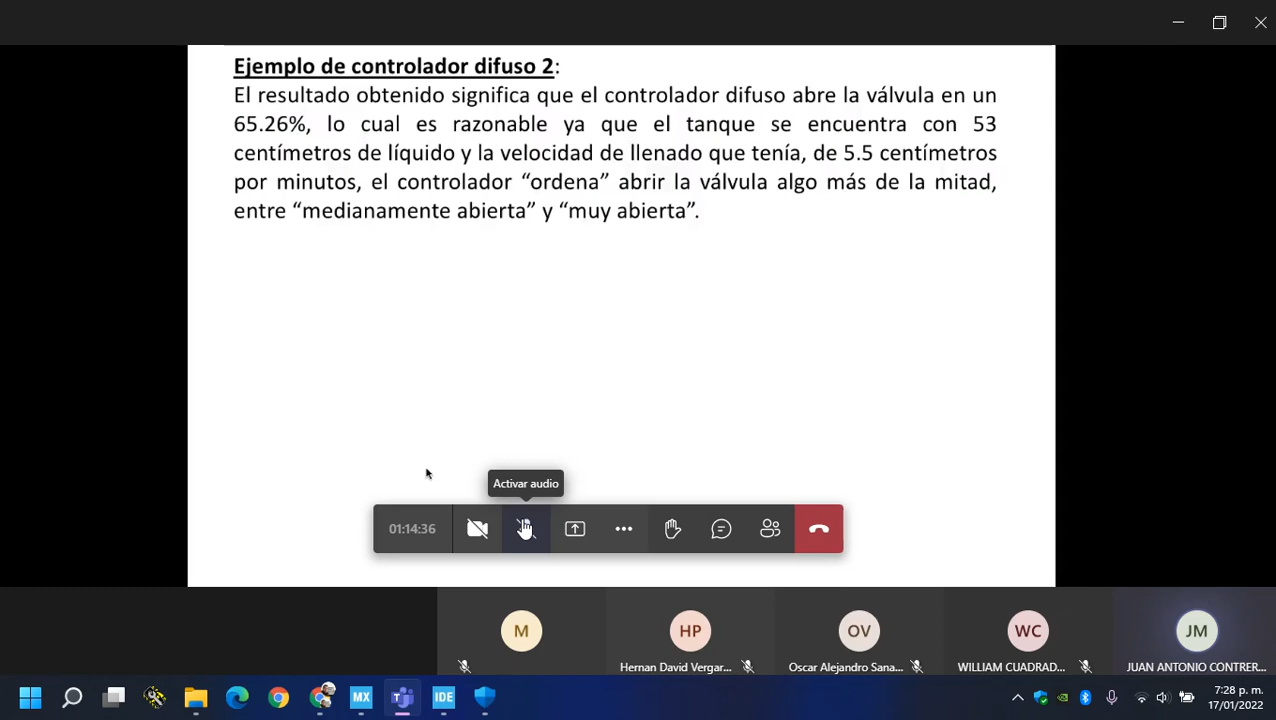 Ejemplo de controlador difuso 2:
El resultado obtenido significa que el controlador difuso abre la válvula en un
65.26%, lo cual es razonable ya que el tanque se encuentra con 53
centímetros de líquido y la velocidad de llenado que tenía, de 5.5 centímetros
por minutos, el controlador “ordena” abrir la válvula algo más de la mitad,
entre “medianamente abierta” y “muy abierta”.
Activar audio
01:14:36
M
HP
OV
WC
JM
Hernan David Vergar...
Oscar Alejandro Sana...
WILLIAM CUADRAD...
JUAN ANTONIO CONTRER...
MX
IDE
7:28 p. m.
17/01/2022